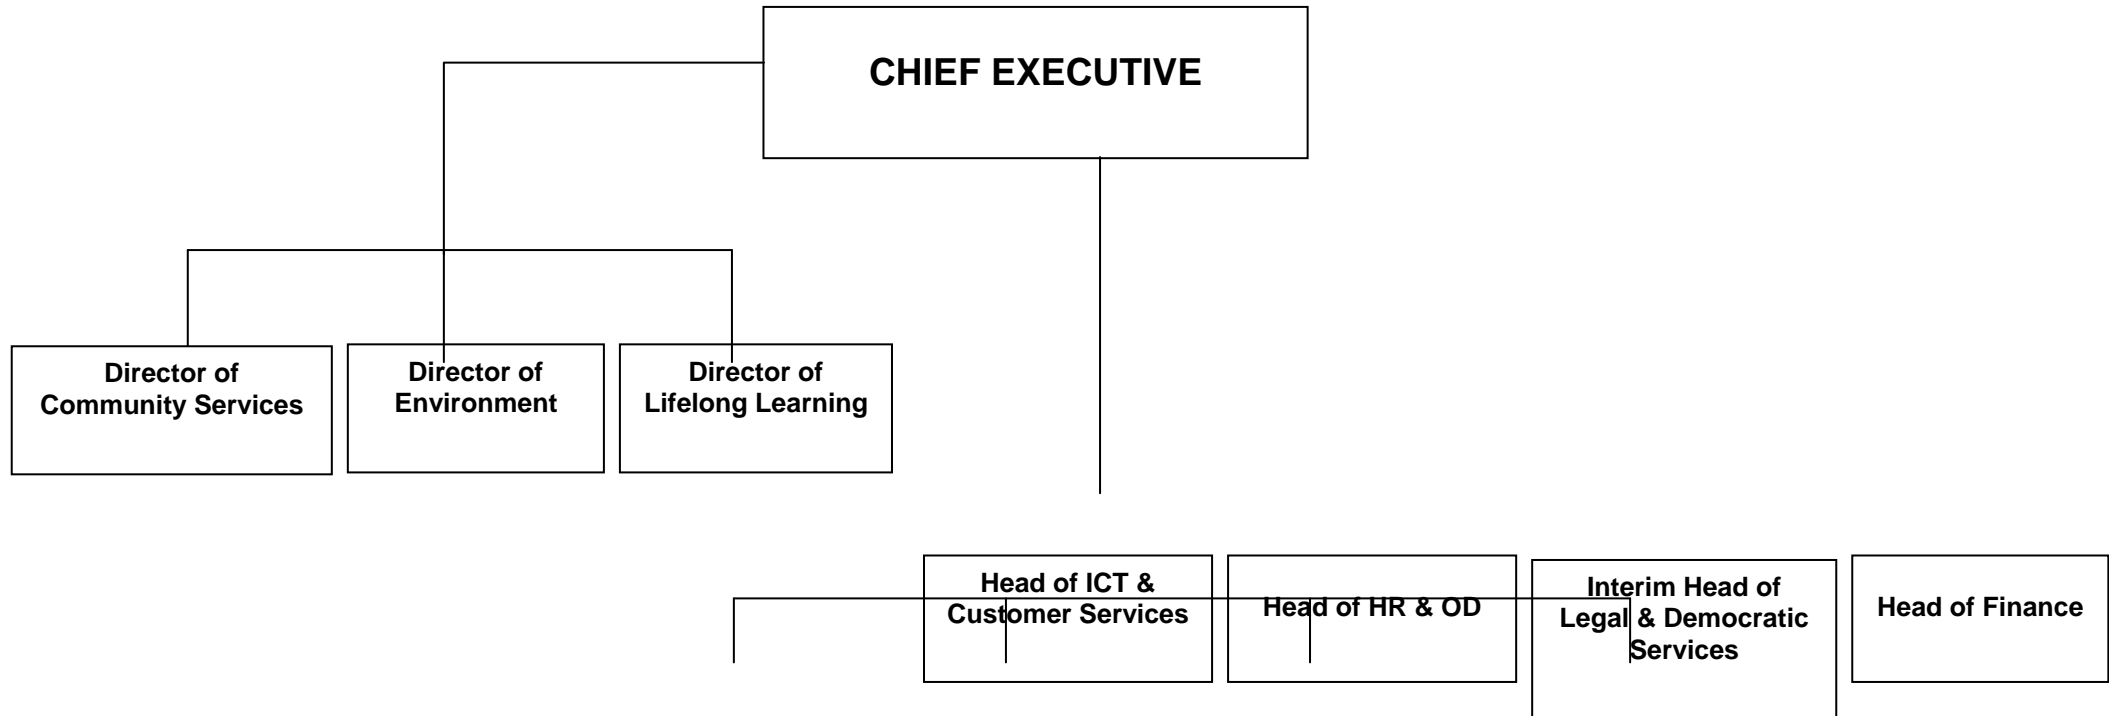 CHIEF EXECUTIVE
Director of
Community Services
Director of
Environment
Director of
Lifelong Learning
Head of ICT &
Customer Services
Head of HR & OD
Interim Head of
Legal & Democratic
Services
Head of Finance